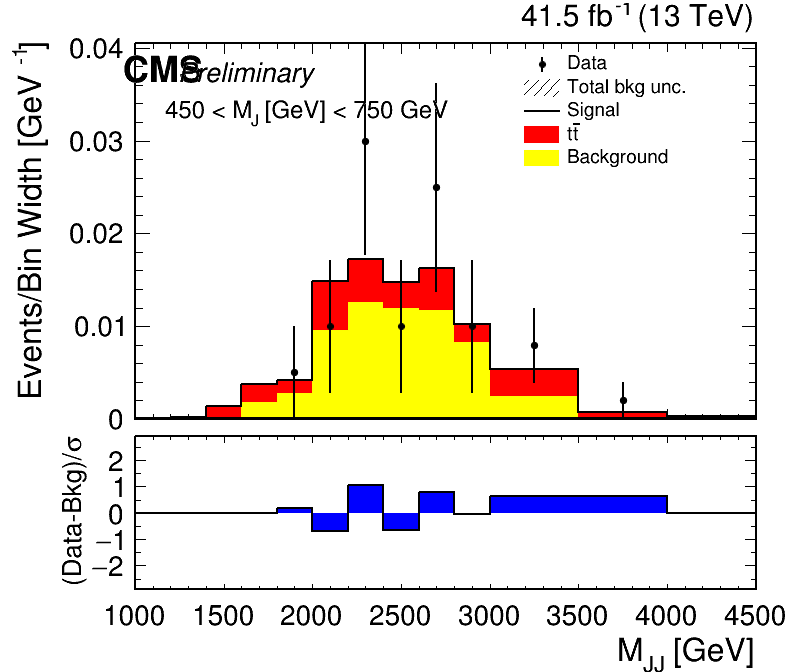 41.5 fb-1 (13 TeV)
CMS Preliminary
450 < MJ [GeV] < 750 GeV
Data
Total bkg unc.
Signal
tt̄
Background
Events/Bin Width [GeV-1]
0.04
0.03
0.02
0.01
0
(Data-Bkg)/σ
2
1
0
−1
−2
1000 1500 2000 2500 3000 3500 4000 4500
MJJ [GeV]